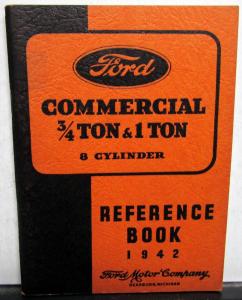 Ford
COMMERCIAL
3/4 TON & 1 TON
8 CYLINDER
REFERENCE
BOOK
1942
Ford Motor Company
DEARBORN, MICHIGAN